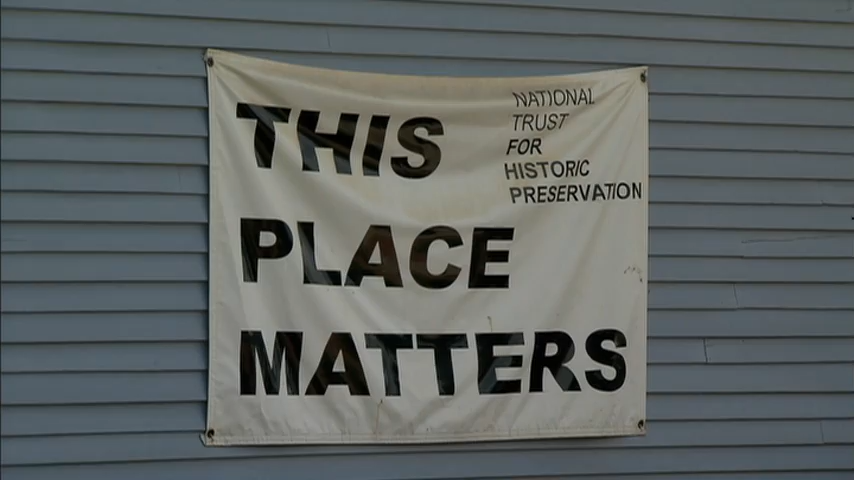 THIS
PLACE
MATTERS
NATIONAL
TRUST
FOR
HISTORIC
PRESERVATION